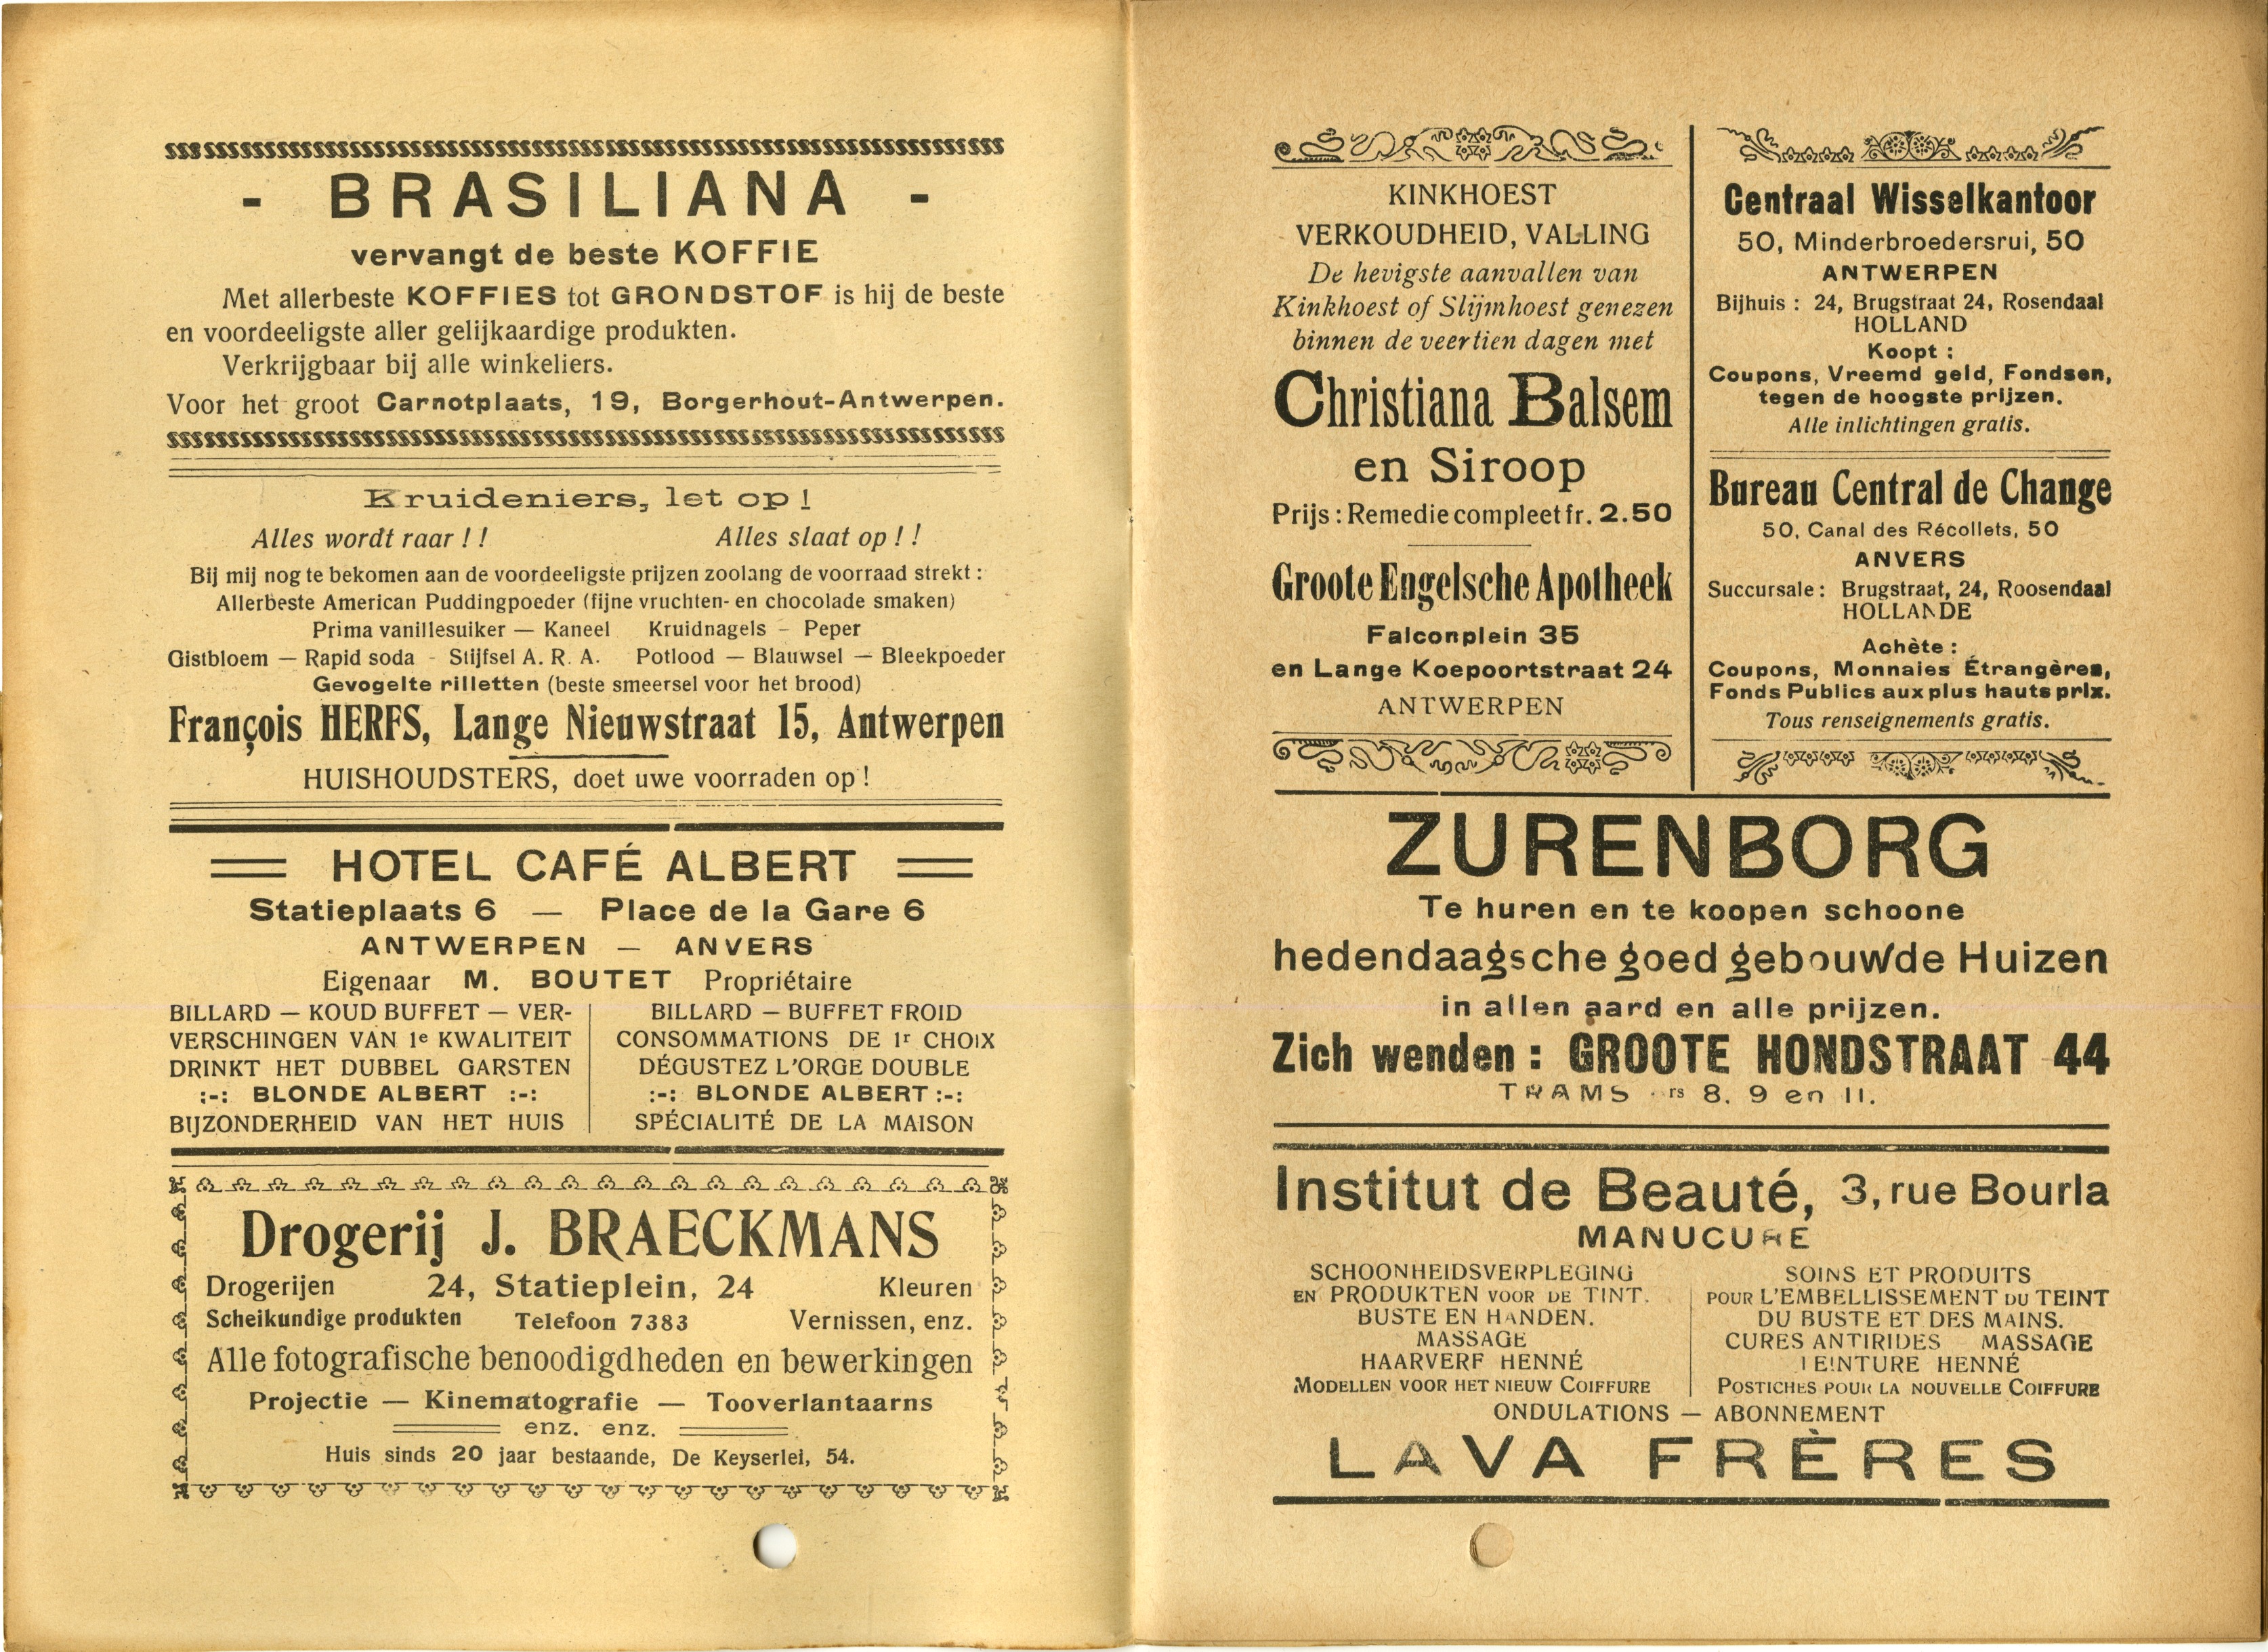 - BRASILIANA -
vervangt de beste KOFFIE
Met allerbeste KOFFIES tot GRONDSTOF is hij de beste
en voordeeligste aller gelijkaardige produkten.
Verkrijgbaar bij alle winkeliers.
Voor het groot Carnotplaats, 19, Borgerhout-Antwerpen.
Kruideniers, let op !
Alles wordt raar ! ! Alles slaat op ! !
Bij mij nog te bekomen aan de voordeeligste prijzen zoolang de voorraad strekt :
Allerbeste American Puddingpoeder (fijne vruchten- en chocolade smaken)
Prima vanillesuiker — Kaneel Kruidnagels — Peper
Gistbloem — Rapid soda - Stijfsel A. R. A. Potlood — Blauwsel — Bleekpoeder
Gevogelte rilletten (beste smeersel voor het brood)
François HERFS, Lange Nieuwstraat 15, Antwerpen
HUISHOUDSTERS, doet uwe voorraden op !
HOTEL CAFÉ ALBERT
Statieplaats 6 — Place de la Gare 6
ANTWERPEN — ANVERS
Eigenaar M. BOUTET Propriétaire
BILLARD — KOUD BUFFET — VER-
VERSCHINGEN VAN 1e KWALITEIT
DRINKT HET DUBBEL GARSTEN
:-: BLONDE ALBERT :-:
BIJZONDERHEID VAN HET HUIS
BILLARD — BUFFET FROID
CONSOMMATIONS DE 1r CHOIX
DÉGUSTEZ L'ORGE DOUBLE
:-: BLONDE ALBERT :-:
SPÉCIALITÉ DE LA MAISON
Drogerij J. BRAECKMANS
Drogerijen 24, Statieplein, 24 Kleuren
Scheikundige produkten Telefoon 7383 Vernissen, enz.
Alle fotografische benoodigdheden en bewerkingen
Projectie — Kinematografie — Tooverlantaarns
enz. enz.
Huis sinds 20 jaar bestaande, De Keyserlei, 54.
KINKHOEST
VERKOUDHEID, VALLING
De hevigste aanvallen van
Kinkhoest of Slijmhoest genezen
binnen de veertien dagen met
Christiana Balsem
en Siroop
Prijs : Remedie compleet fr. 2.50
Groote Engelsche Apotheek
Falconplein 35
en Lange Koepoortstraat 24
ANTWERPEN
Centraal Wisselkantoor
50, Minderbroedersrui, 50
ANTWERPEN
Bijhuis : 24, Brugstraat 24, Rosendaal
HOLLAND
Koopt :
Coupons, Vreemd geld, Fondsen,
tegen de hoogste prijzen.
Alle inlichtingen gratis.
Bureau Central de Change
50, Canal des Récollets, 50
ANVERS
Succursale : Brugstraat, 24, Roosendaal
HOLLANDE
Achète :
Coupons, Monnaies Étrangères,
Fonds Publics aux plus hauts prix.
Tous renseignements gratis.
ZURENBORG
Te huren en te koopen schoone
hedendaagsche goed gebouwde Huizen
in allen aard en alle prijzen.
Zich wenden : GROOTE HONDSTRAAT 44
TRAMS rs 8. 9 en 11.
Institut de Beauté, 3, rue Bourla
MANUCURE
SCHOONHEIDSVERPLEGING
EN PRODUKTEN VOOR DE TINT.
BUSTE EN HANDEN.
MASSAGE
HAARVERF HENNÉ
MODELLEN VOOR HET NIEUW COIFFURE
SOINS ET PRODUITS
POUR L'EMBELLISSEMENT DU TEINT
DU BUSTE ET DES MAINS.
CURES ANTIRIDES MASSAGE
TEINTURE HENNÉ
POSTICHES POUR LA NOUVELLE COIFFURE
ONDULATIONS — ABONNEMENT
LAVA FRÈRES